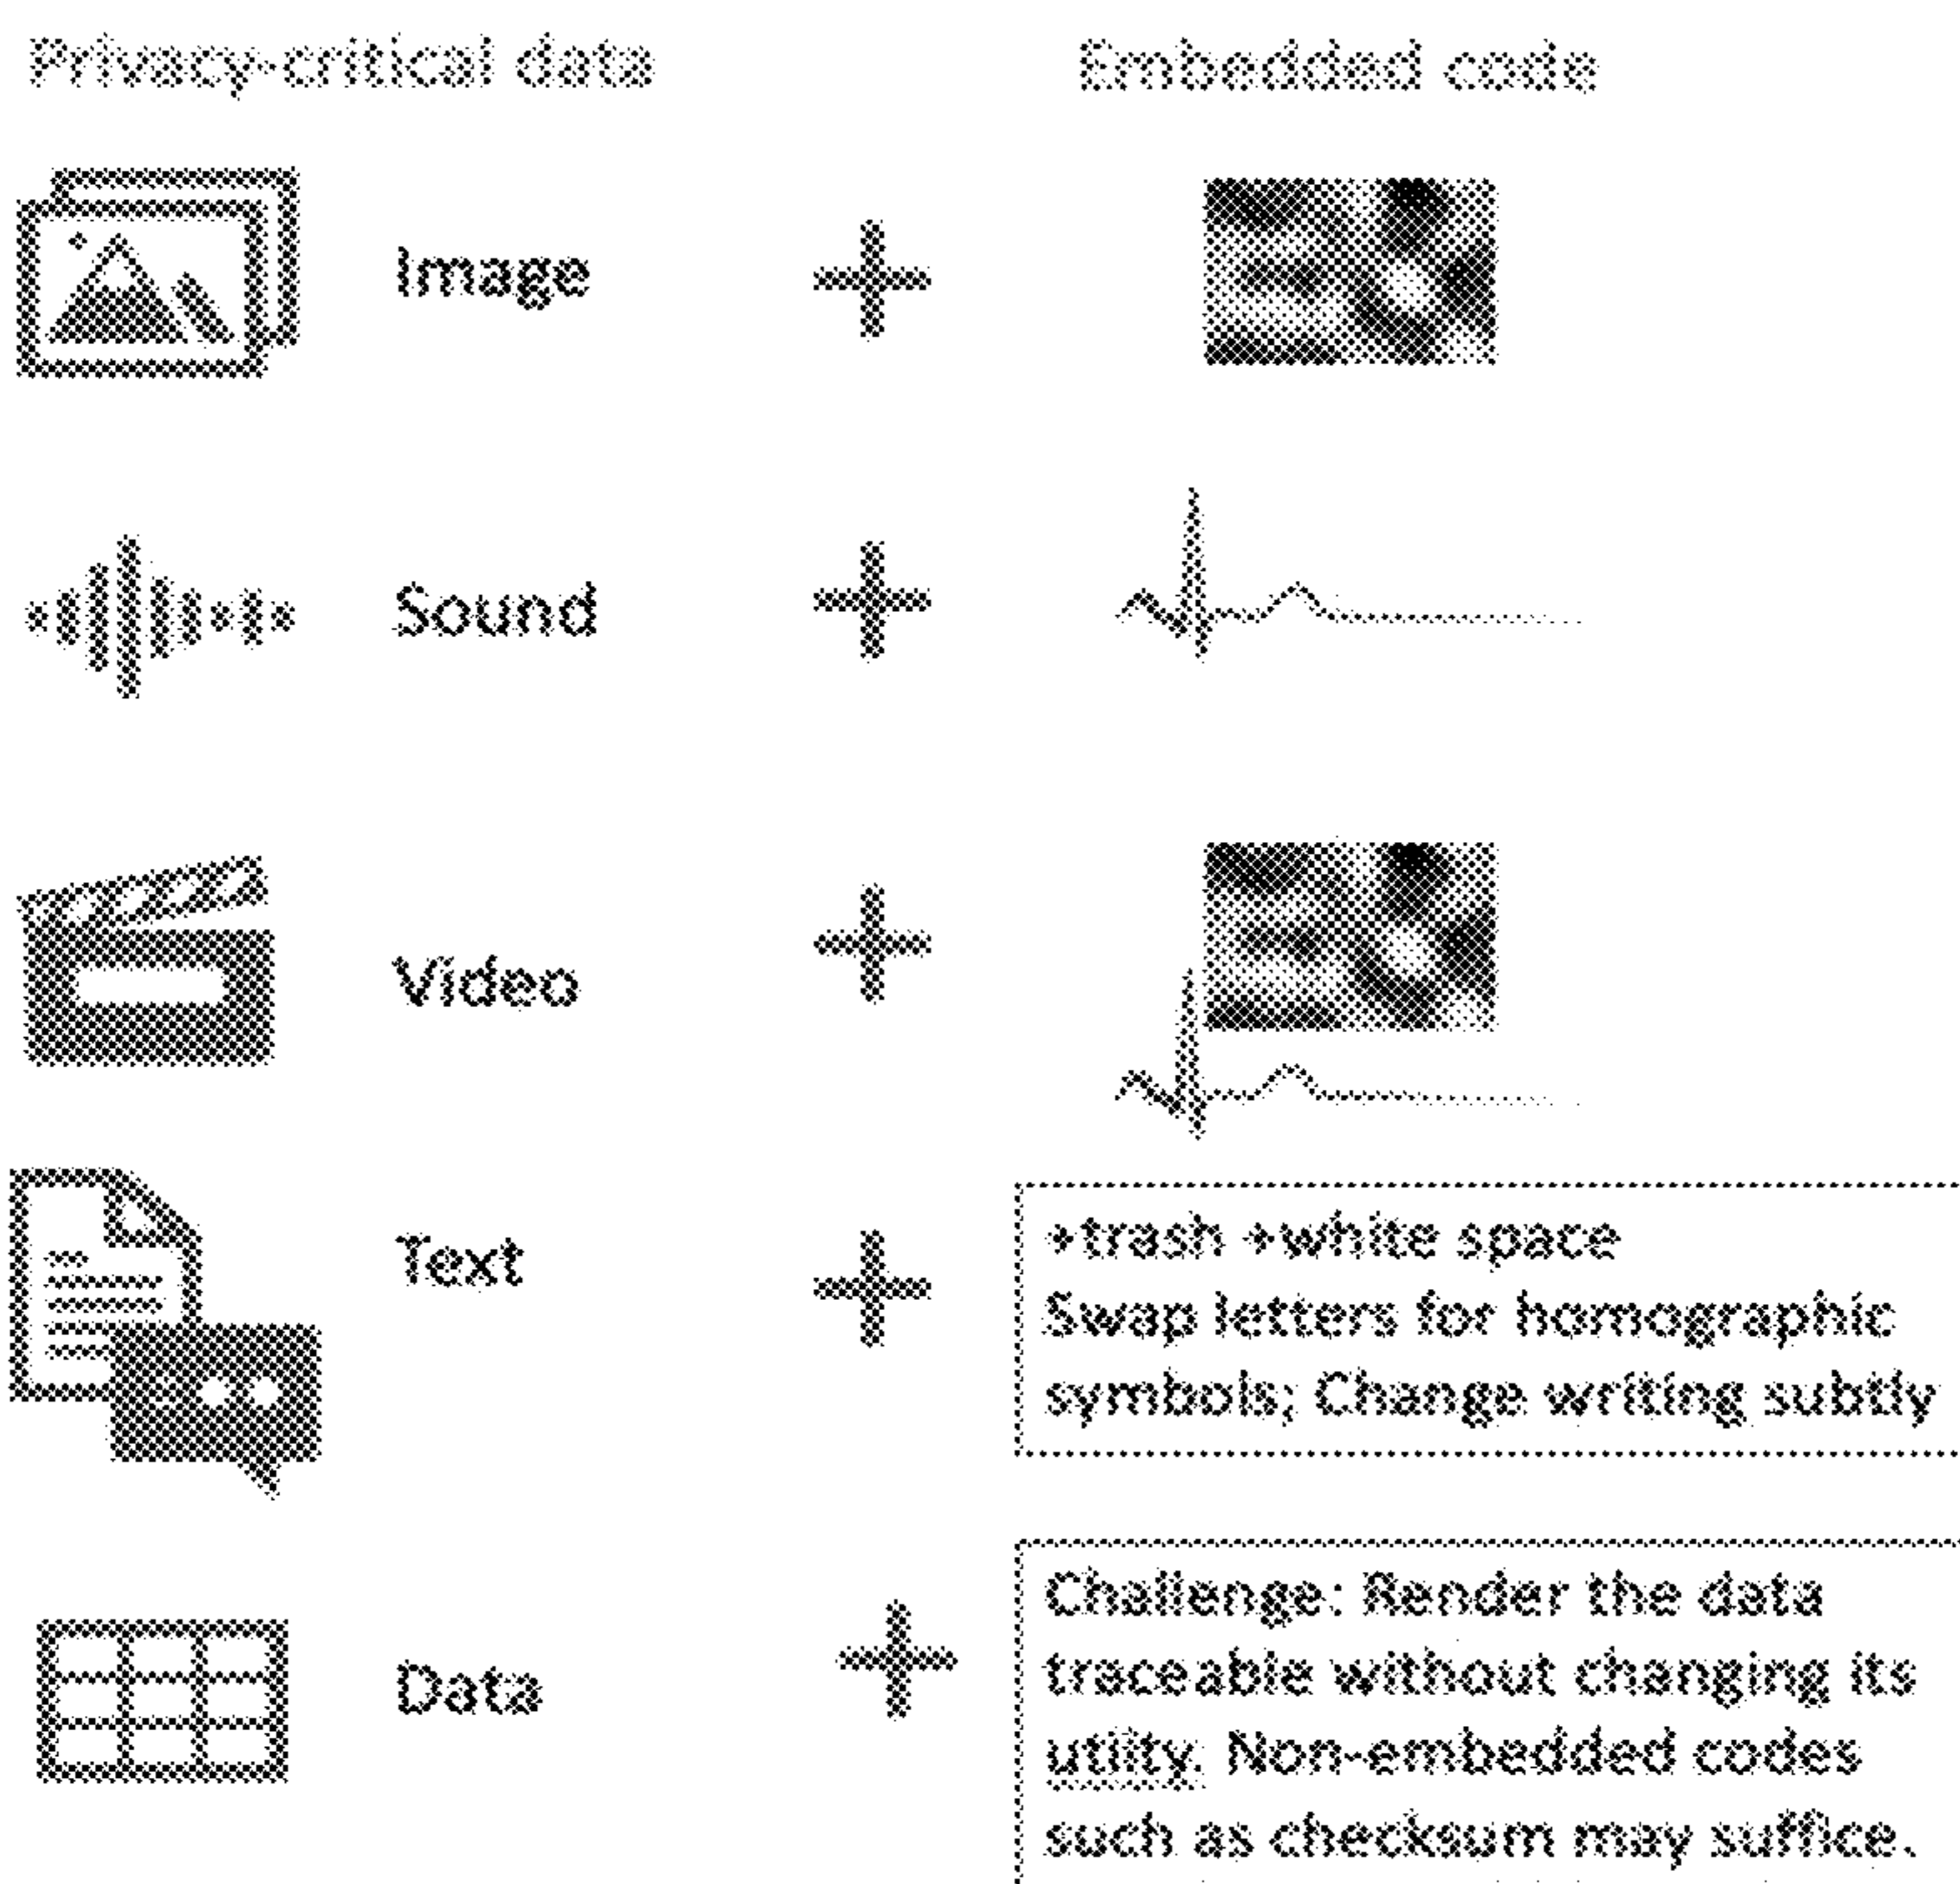 Privacy-critical data
Embedded code
Image
Sound
Video
Text
+trash +white space
Swap letters for homographic
symbols; Change writing subtly
Data
Challenge: Render the data
traceable without changing its
utiity. Non-embedded codes
such as checksum may suffice.